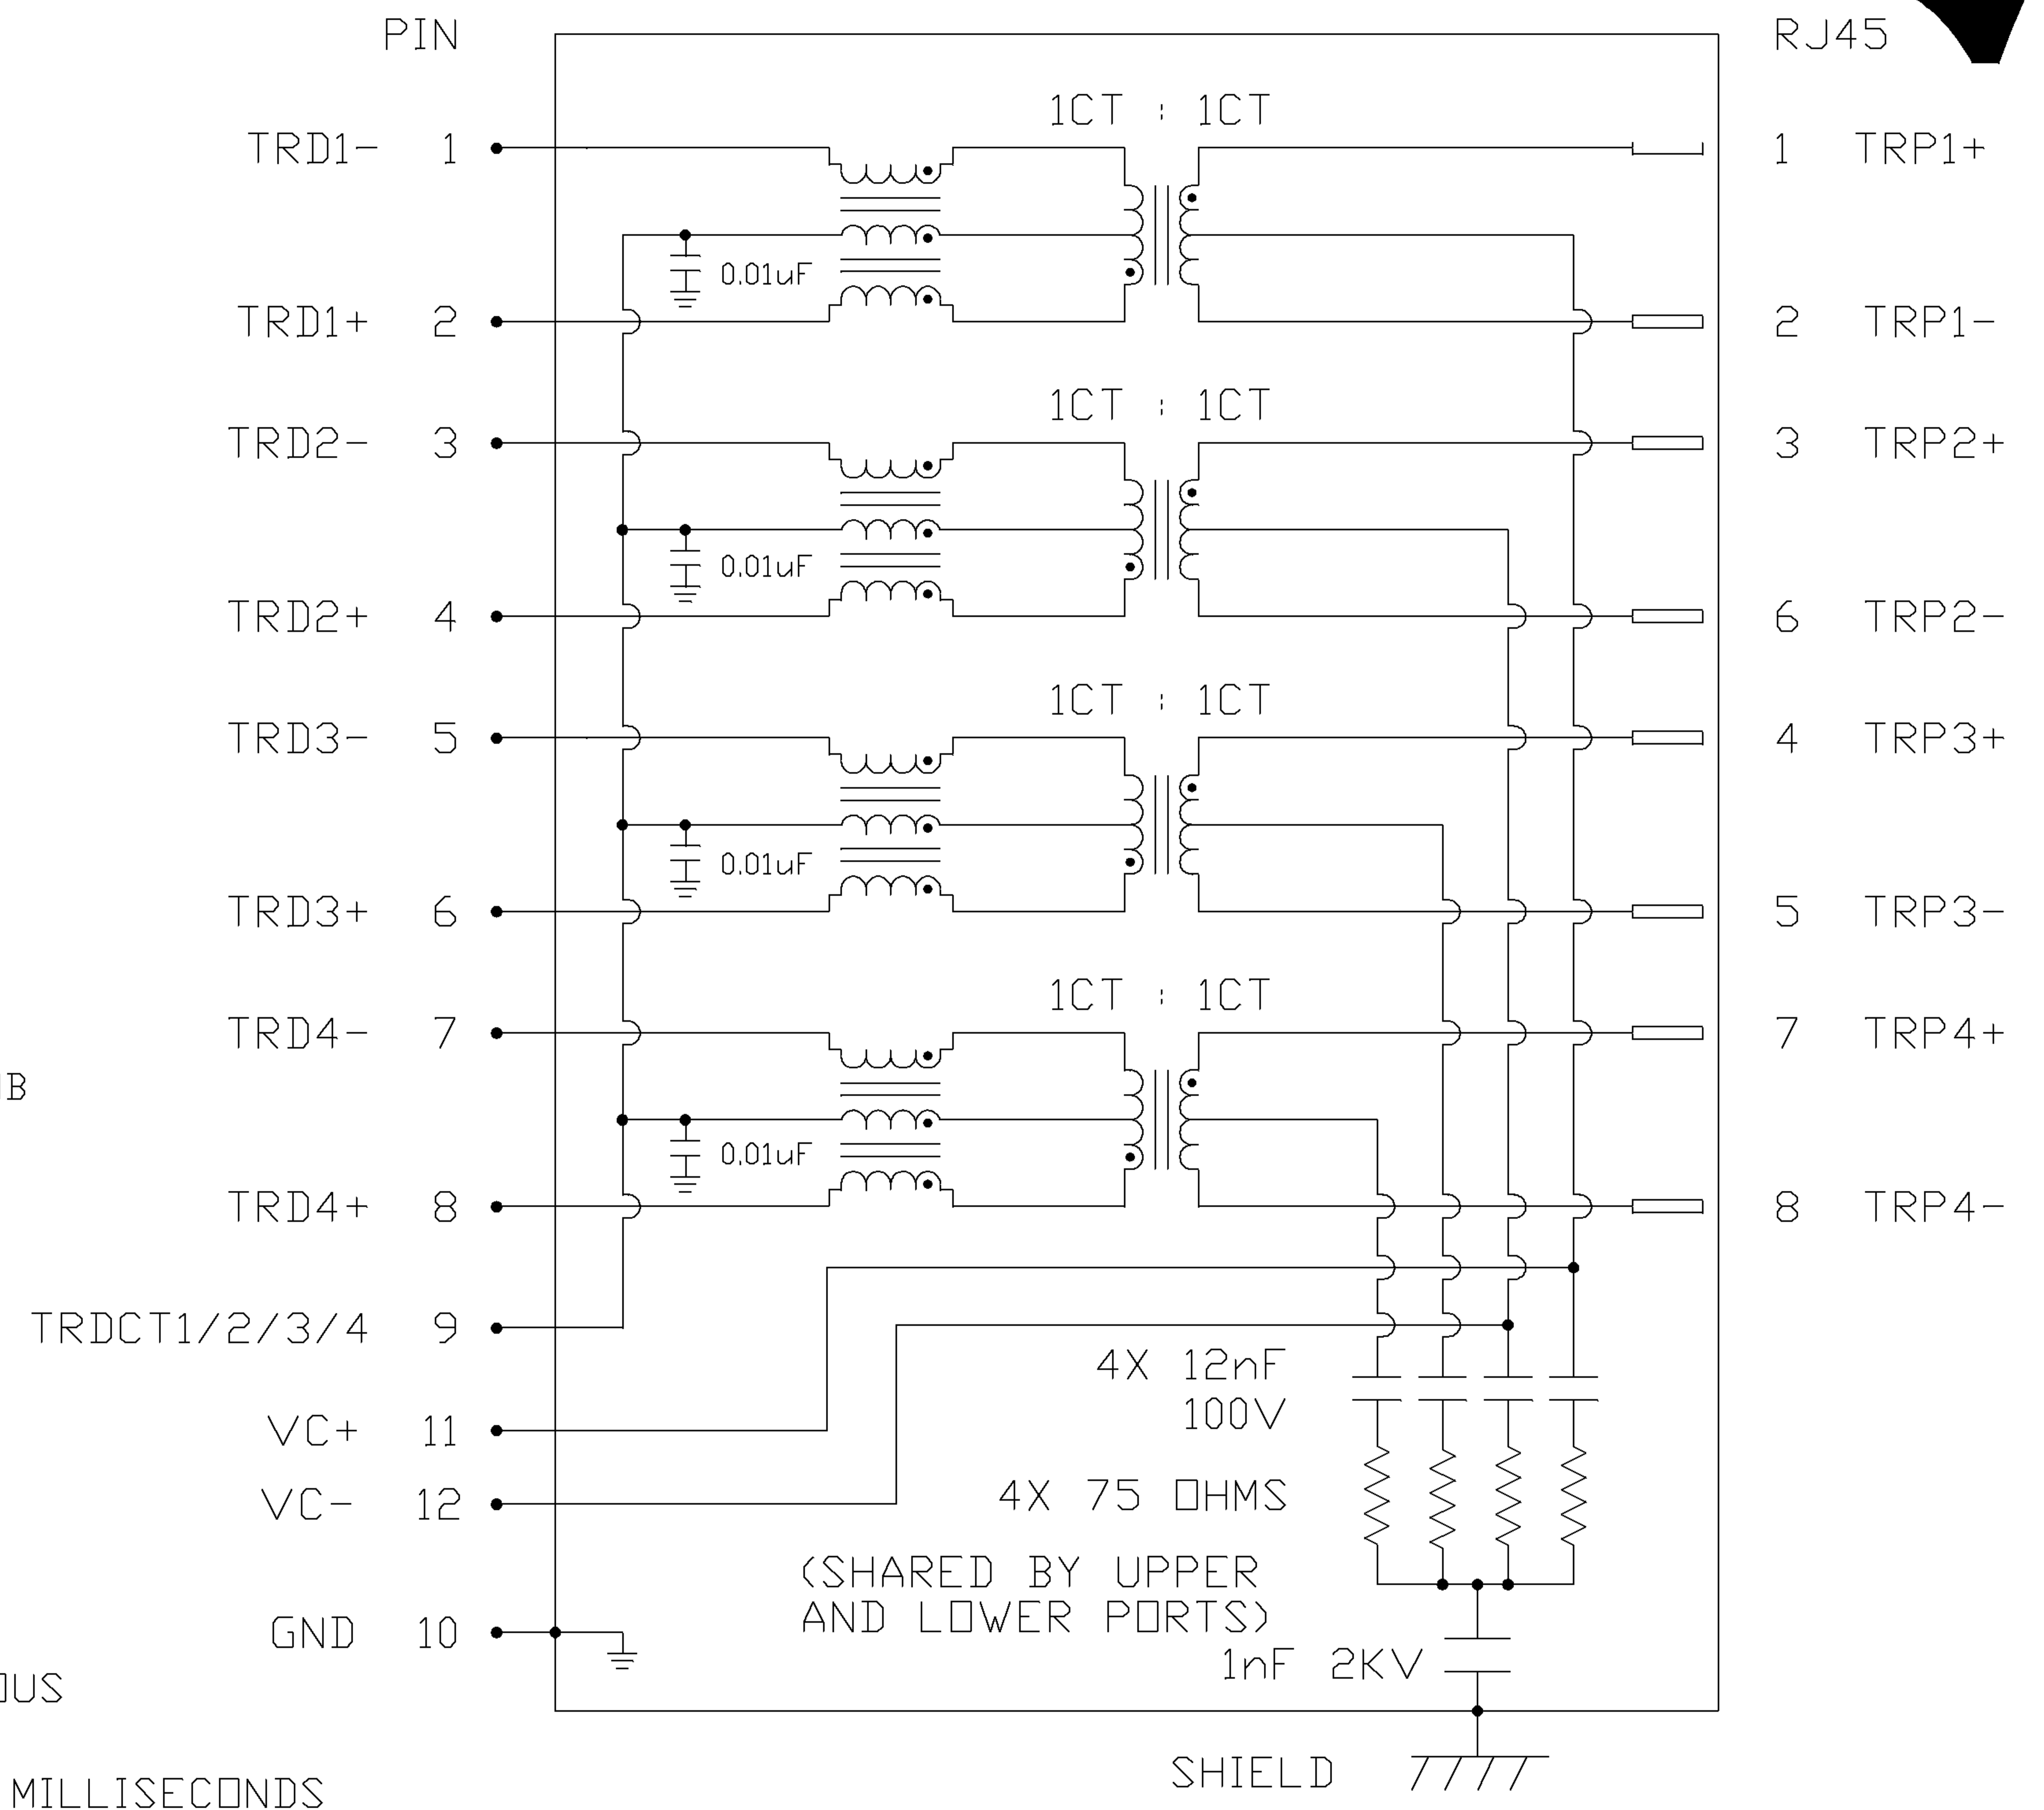 PIN RJ45
1CT : 1CT
TRD1- 1 1 TRP1+
0.01uF
TRD1+ 2 2 TRP1-
1CT : 1CT
TRD2- 3 3 TRP2+
0.01uF
TRD2+ 4 6 TRP2-
1CT : 1CT
TRD3- 5 4 TRP3+
0.01uF
TRD3+ 6 5 TRP3-
1CT : 1CT
TRD4- 7 7 TRP4+
B
0.01uF
TRD4+ 8 8 TRP4-
TRDCT1/2/3/4 9
4X 12nF
100V
VC+ 11
VC- 12
4X 75 OHMS
(SHARED BY UPPER
AND LOWER PORTS)
GND 10
1nF 2KV
OUS
SHIELD
MILLISECONDS